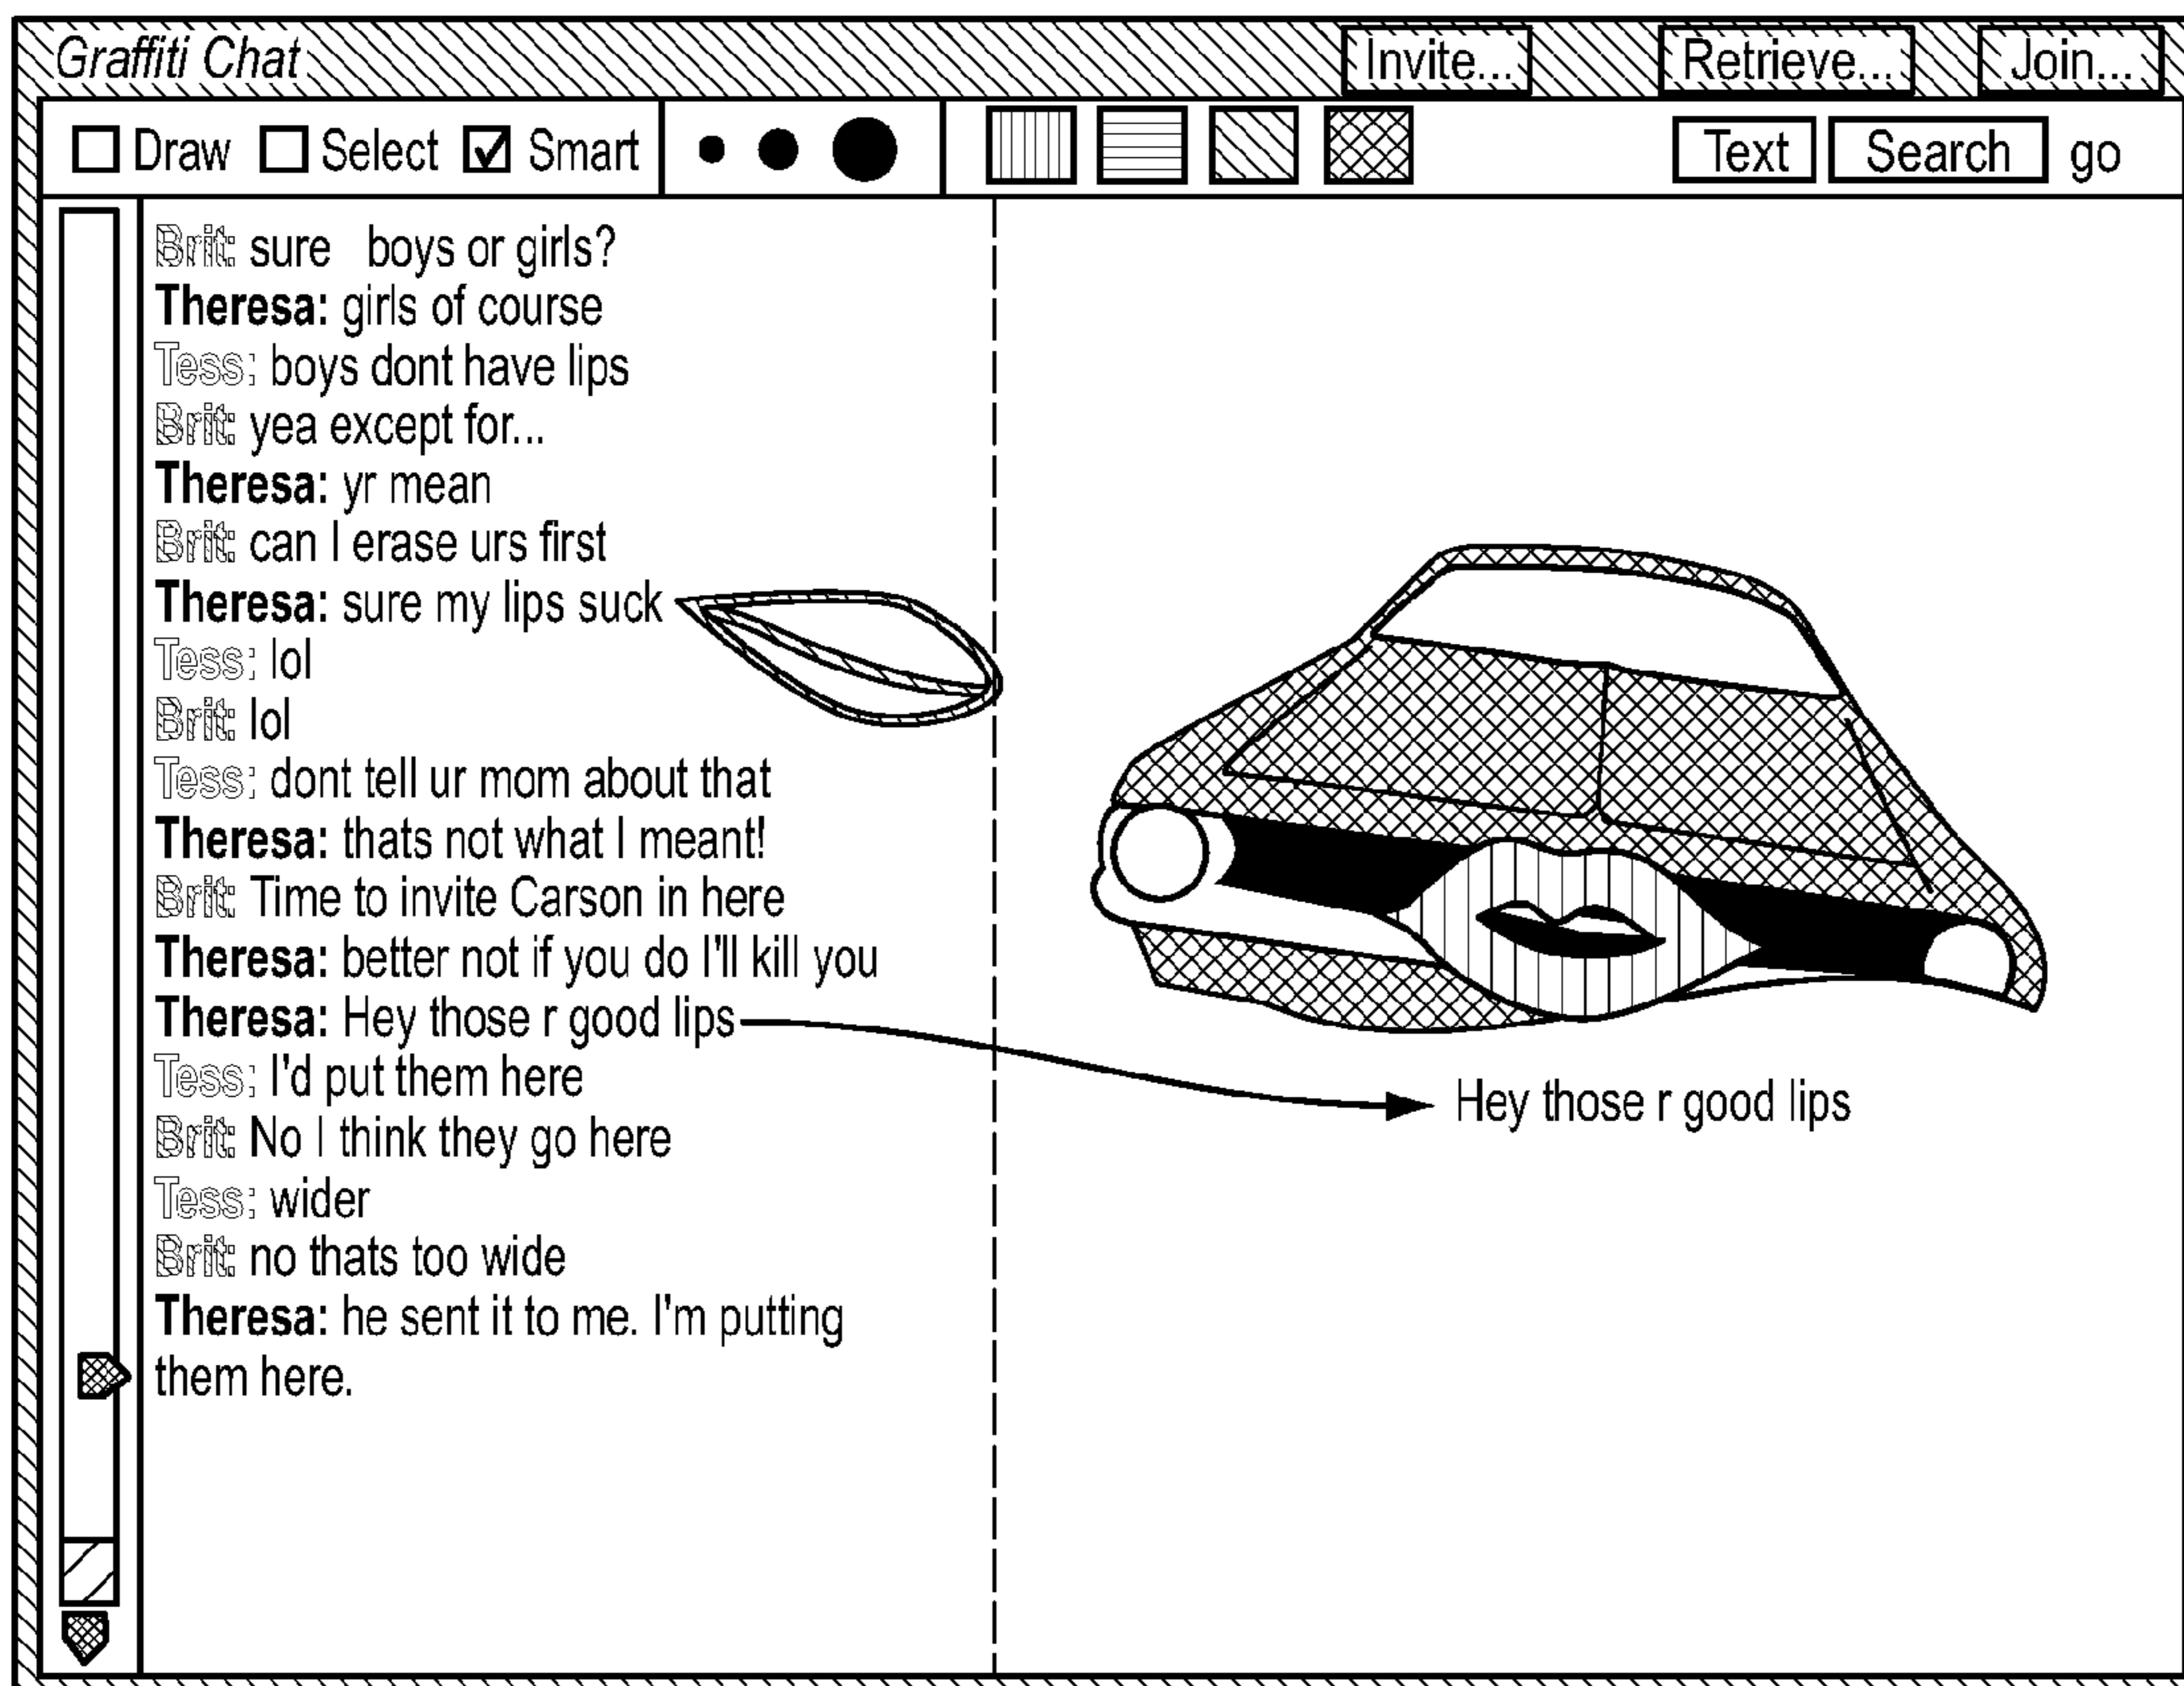 Graffiti Chat Invite... Retrieve... Join...
Draw Select Smart Text Search go
Brit: sure boys or girls?
Theresa: girls of course
Tess: boys dont have lips
Brit: yea except for...
Theresa: yr mean
Brit: can I erase urs first
Theresa: sure my lips suck
Tess: lol
Brit: lol
Tess: dont tell ur mom about that
Theresa: thats not what I meant!
Brit: Time to invite Carson in here
Theresa: better not if you do I'll kill you
Theresa: Hey those r good lips
Tess: I'd put them here
Brit: No I think they go here
Tess: wider
Brit: no thats too wide
Theresa: he sent it to me. I'm putting
them here.
Hey those r good lips